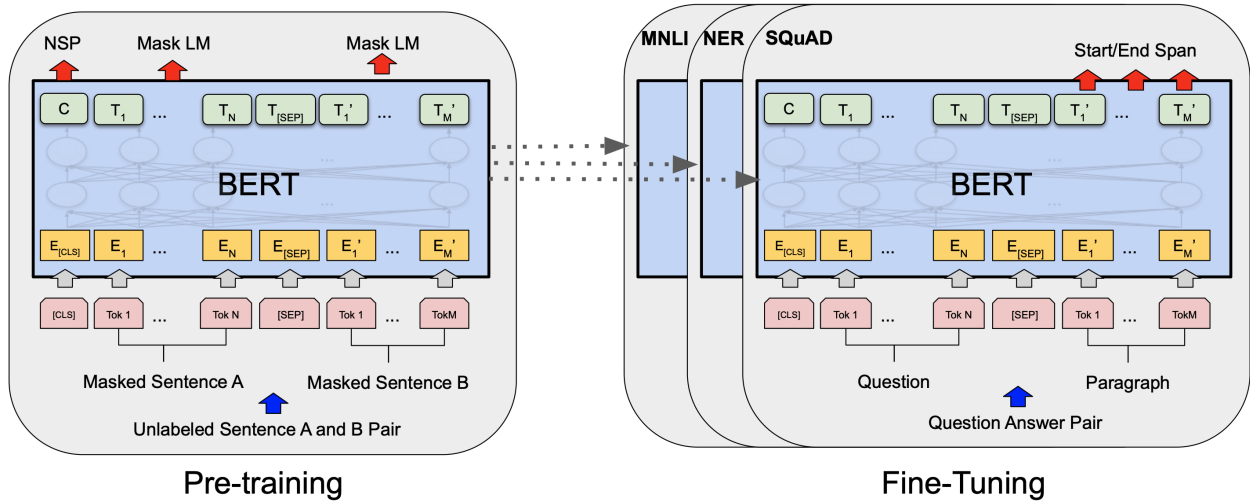 NSP Mask LM Mask LM
C T1 ... TN T[SEP] T1’ ... TM’
...
BERT
...
E[CLS] E1 ... EN E[SEP] E1’ ... EM’
[CLS] Tok 1 ... Tok N [SEP] Tok 1 ... TokM
Masked Sentence A Masked Sentence B
Unlabeled Sentence A and B Pair
Pre-training
MNLI NER SQuAD
Start/End Span
C T1 ... TN T[SEP] T1’ ... TM’
...
BERT
...
E[CLS] E1 ... EN E[SEP] E1’ ... EM’
[CLS] Tok 1 ... Tok N [SEP] Tok 1 ... TokM
Question Paragraph
Question Answer Pair
Fine-Tuning